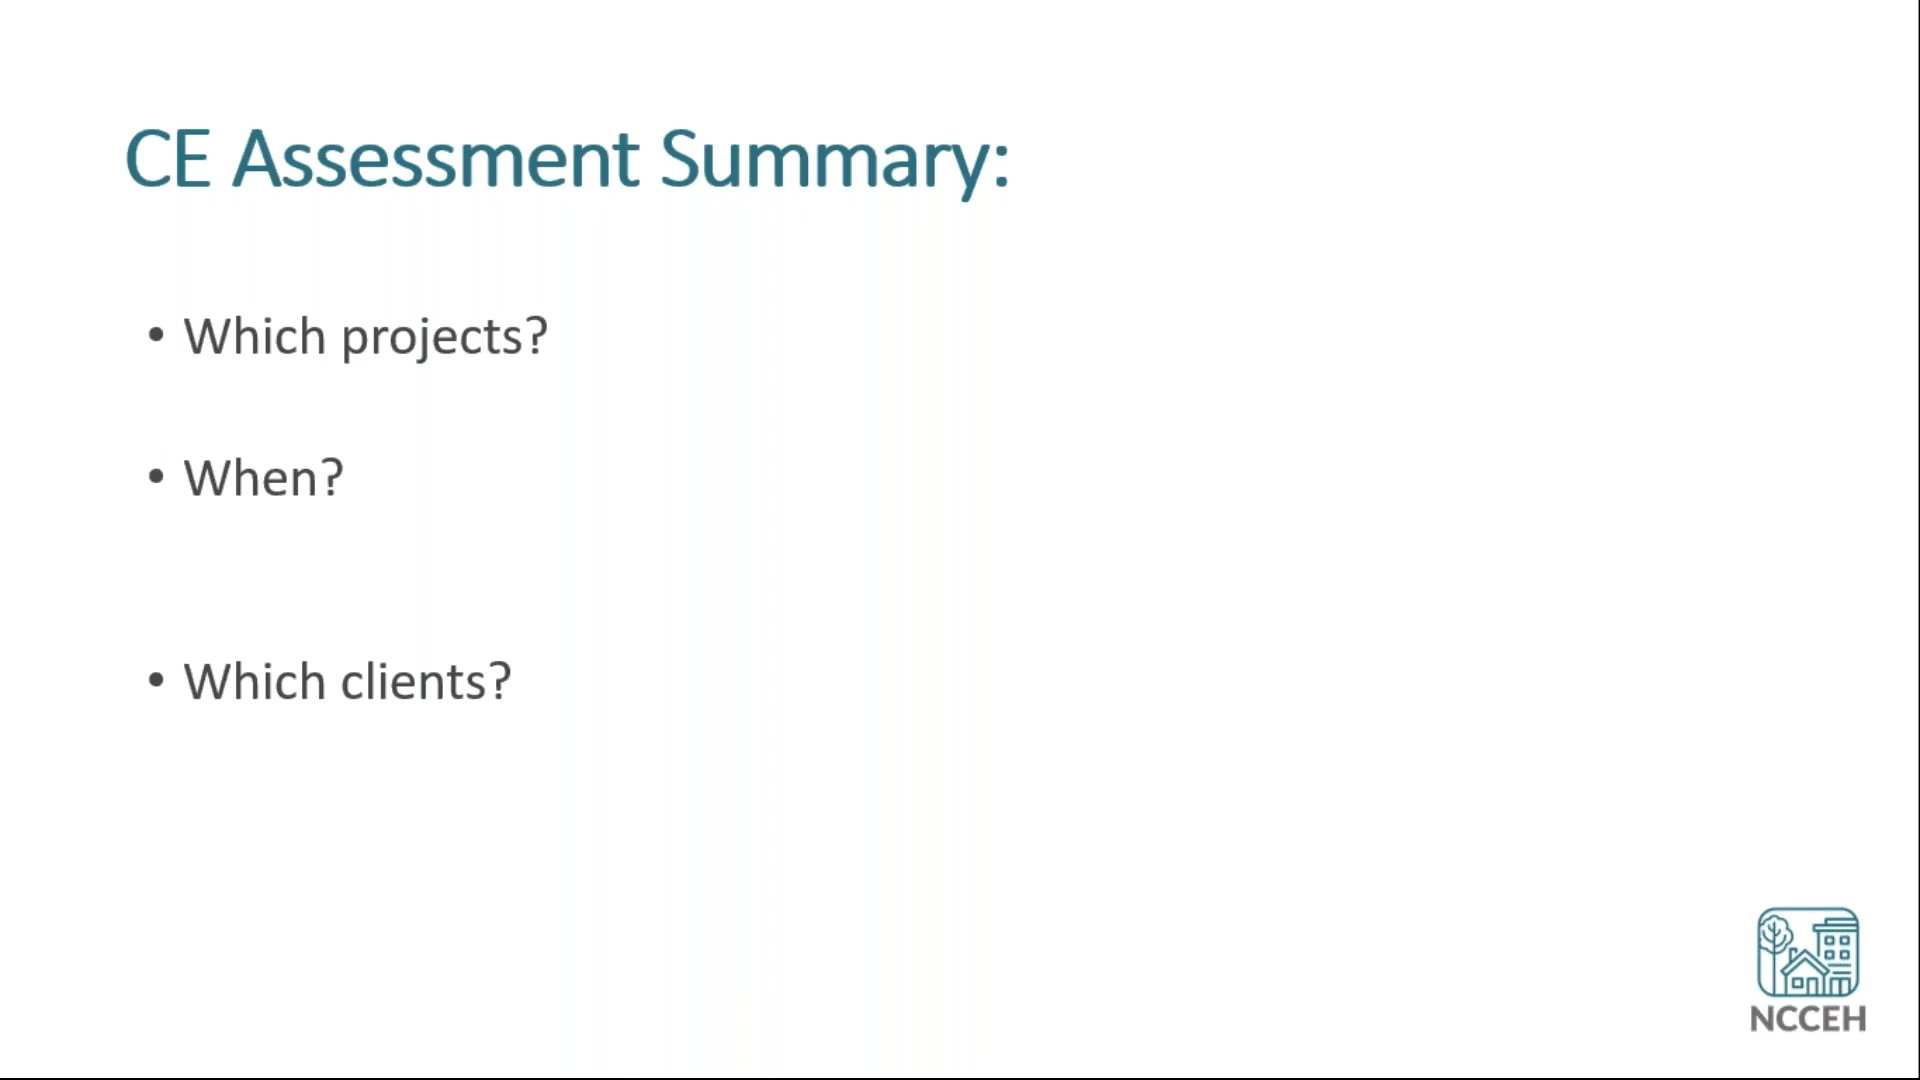 CE Assessment Summary:
• Which projects?
• When?
• Which clients?
NCCEH